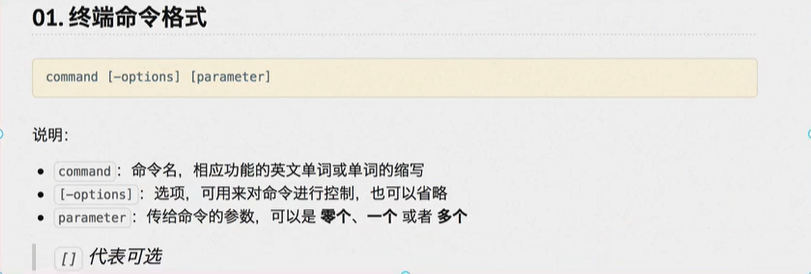 01. 终端命令格式
command [-options] [parameter]
说明：
command：命令名，相应功能的英文单词或单词的缩写
[-options]：选项，可用来对命令进行控制，也可以省略
parameter：传给命令的参数，可以是 零个、一个 或者 多个
[] 代表可选